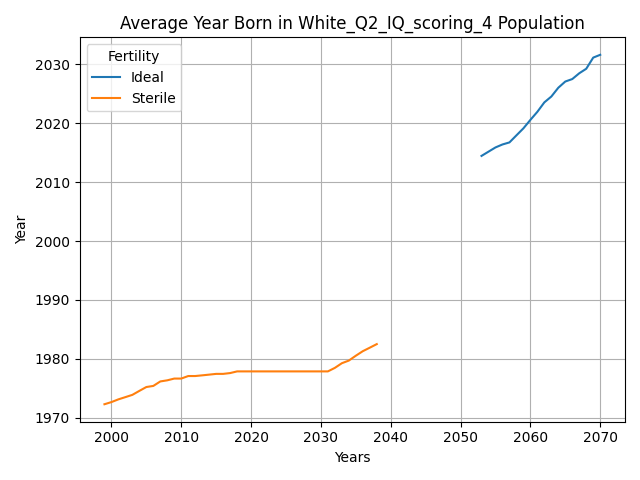 Average Year Born in White_Q2_IQ_scoring_4 Population
Fertility
Ideal
Sterile
Year
2030
2020
2010
2000
1990
1980
1970
2000 2010 2020 2030 2040 2050 2060 2070
Years